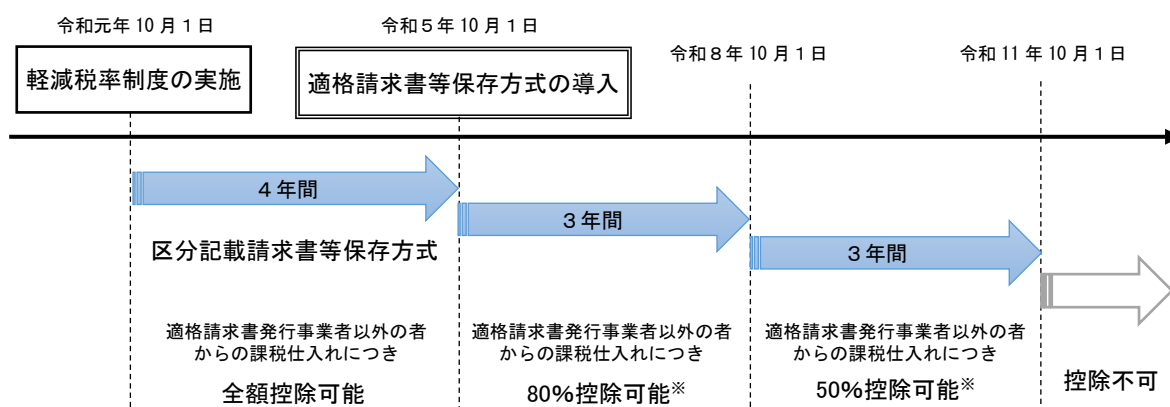 令和元年 10 月１日
令和５年 10 月１日
令和８年 10 月１日
令和 11 年 10 月１日
軽減税率制度の実施
適格請求書等保存方式の導入
４年間
３年間
３年間
区分記載請求書等保存方式
適格請求書発行事業者以外の者
からの課税仕入れにつき
全額控除可能
適格請求書発行事業者以外の者
からの課税仕入れにつき
80%控除可能※
適格請求書発行事業者以外の者
からの課税仕入れにつき
50%控除可能※
控除不可